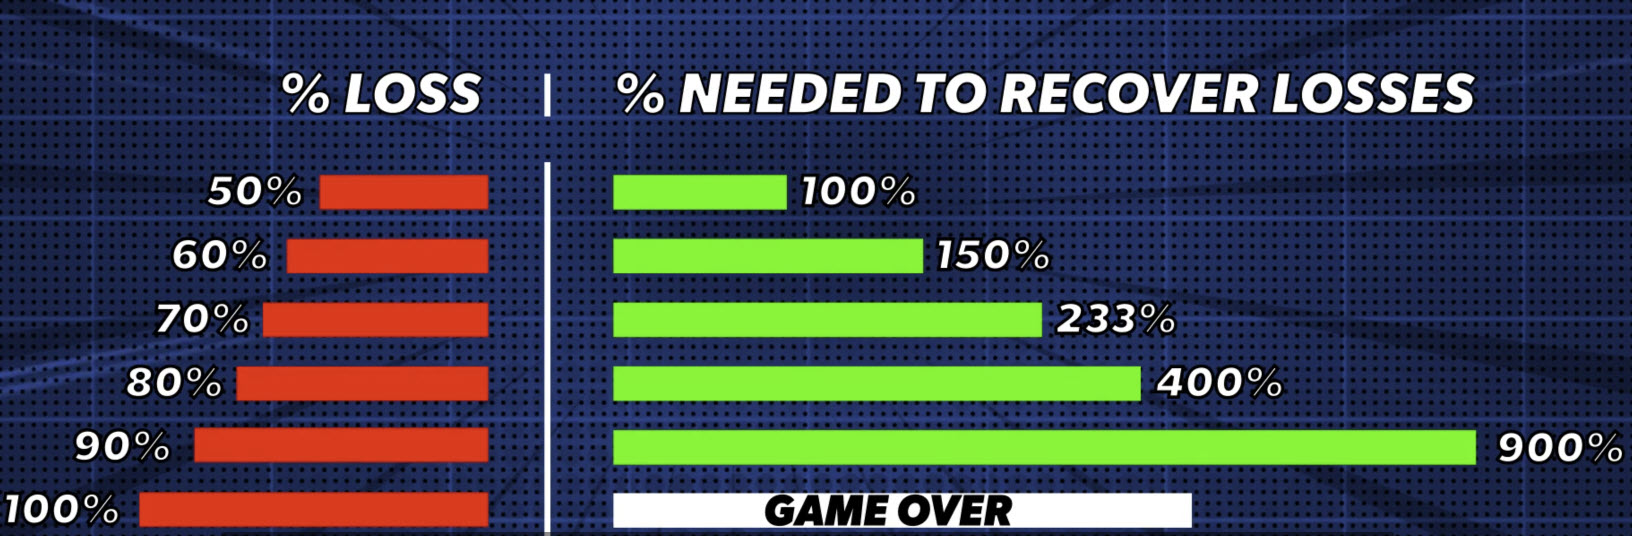 % LOSS | % NEEDED TO RECOVER LOSSES
50% 100%
60% 150%
70% 233%
80% 400%
90% 900%
100% GAME OVER